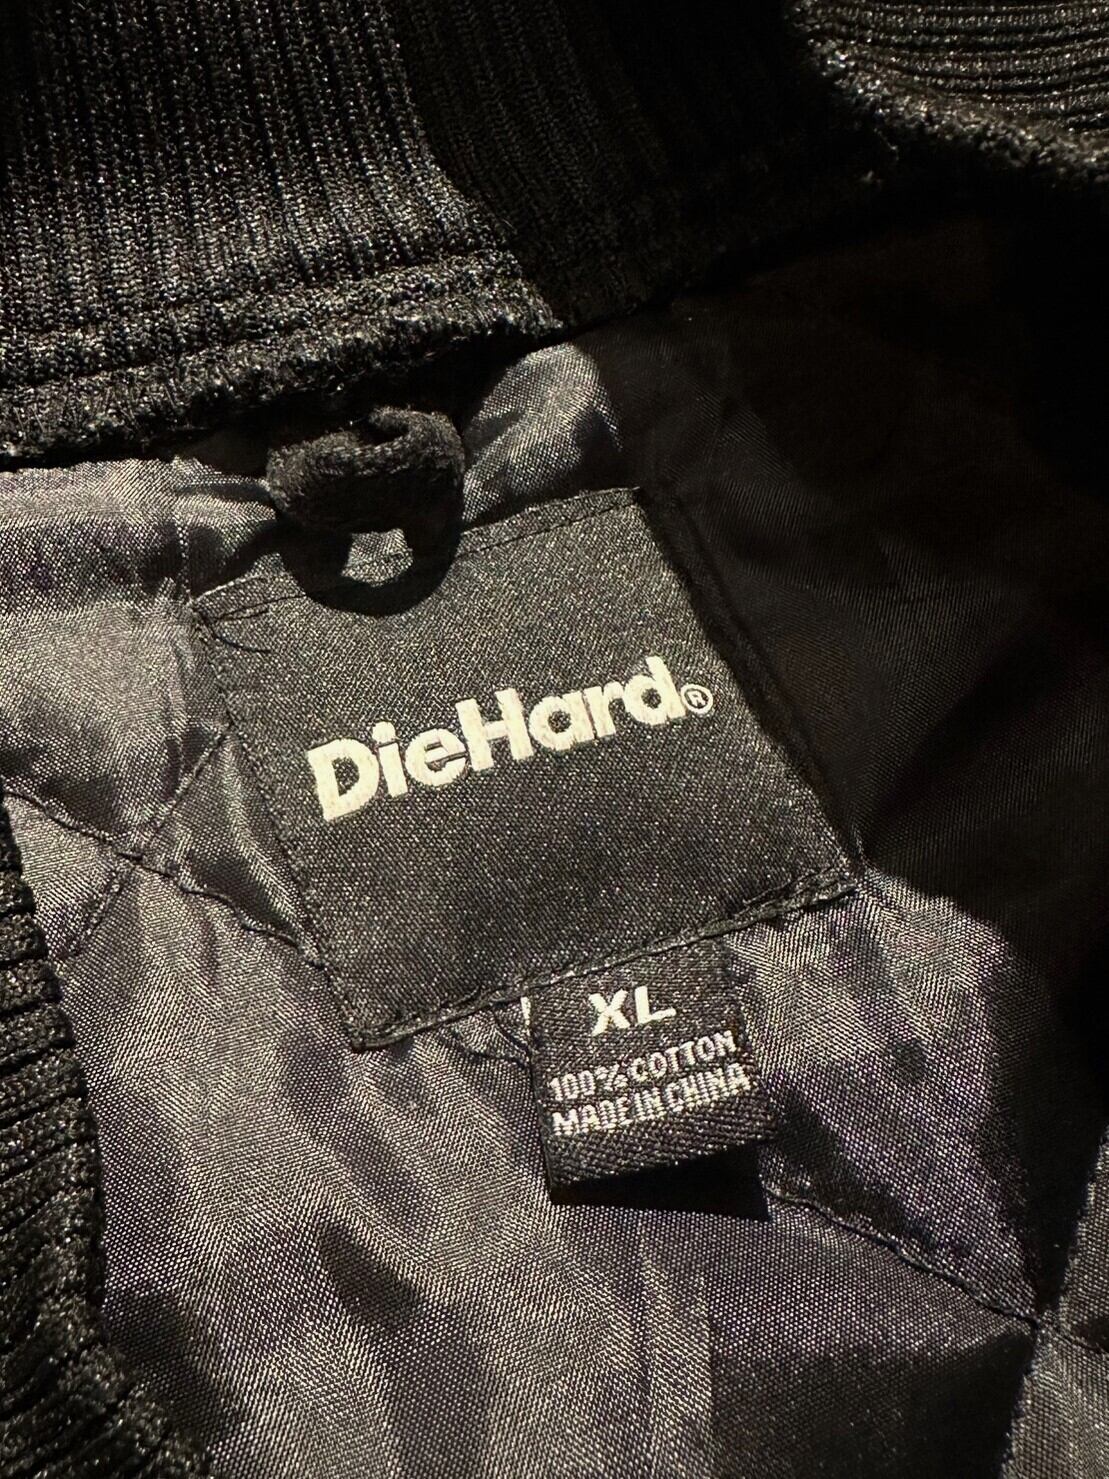 DieHard®
XL
100% COTTON
MADE IN CHINA